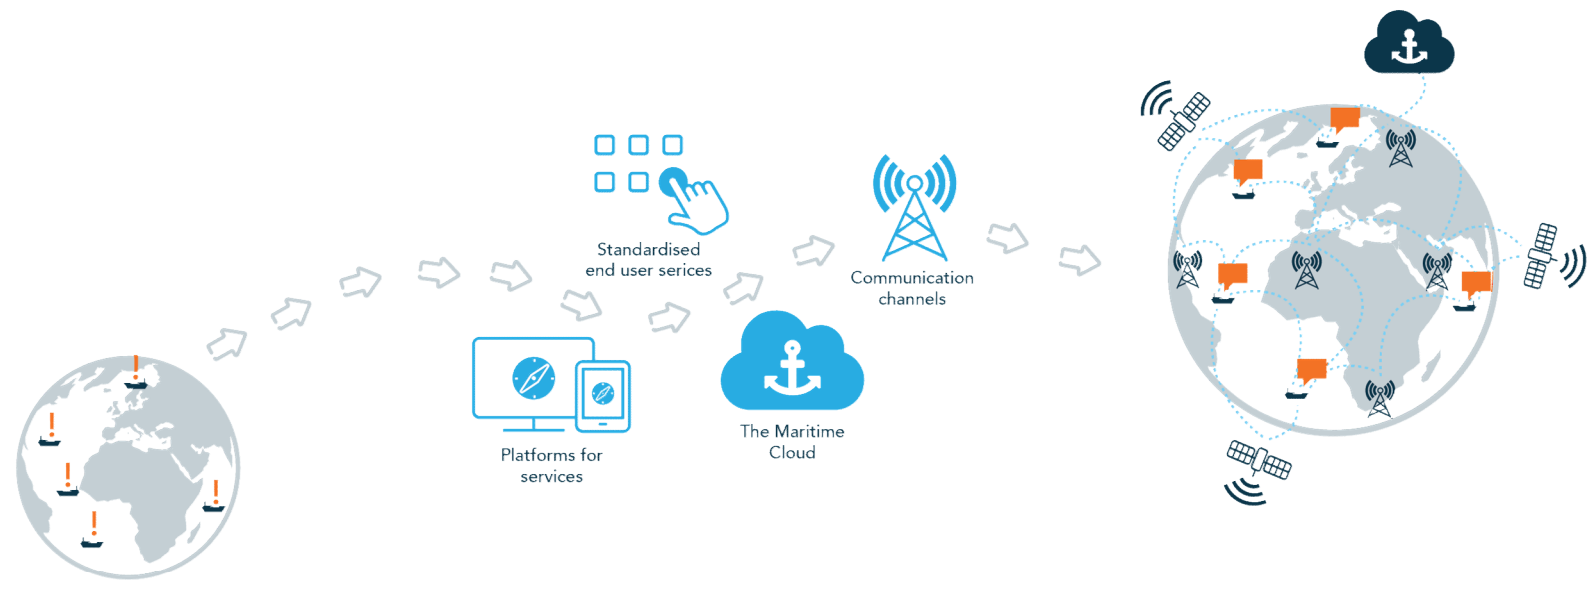 Standardised
end user serices
Communication
channels
The Maritime
Cloud
Platforms for
services